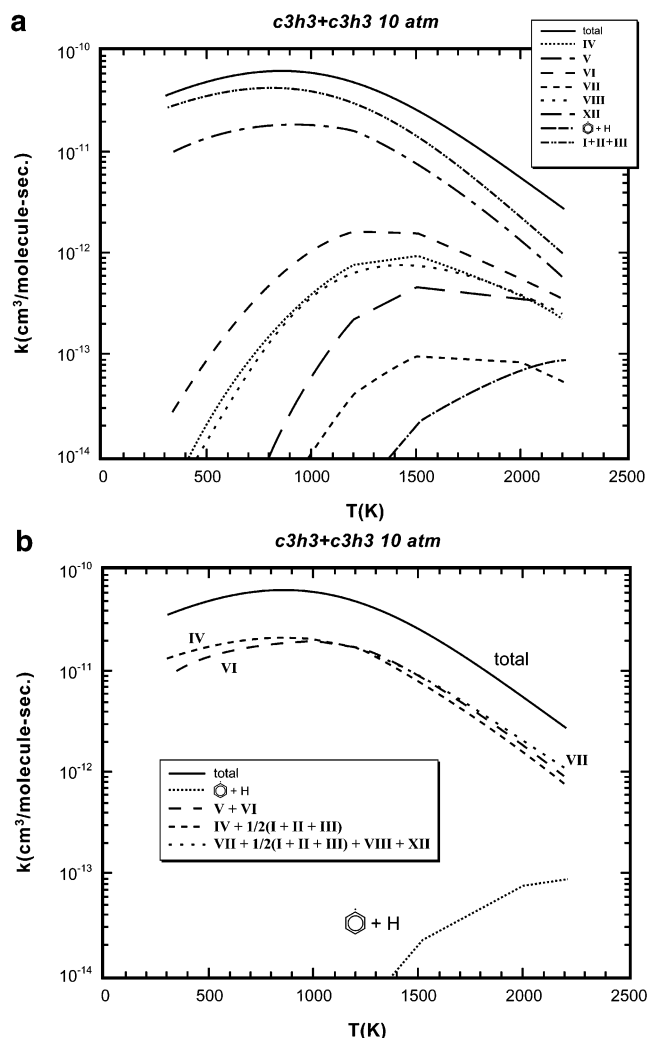 a
c3h3+c3h3 10 atm
total
IV
V
VI
VII
VIII
XII
+ H
I+II+III
10⁻¹⁰
10⁻¹¹
10⁻¹²
10⁻¹³
10⁻¹⁴
k(cm³/molecule-sec.)
0 500 1000 1500 2000 2500
T(K)
b
c3h3+c3h3 10 atm
10⁻¹⁰
10⁻¹¹
10⁻¹²
10⁻¹³
10⁻¹⁴
k(cm³/molecule-sec.)
IV
VI
total
VII
total
+ H
V + VI
IV + 1/2(I + II + III)
VII + 1/2(I + II + III) + VIII + XII
+ H
0 500 1000 1500 2000 2500
T(K)